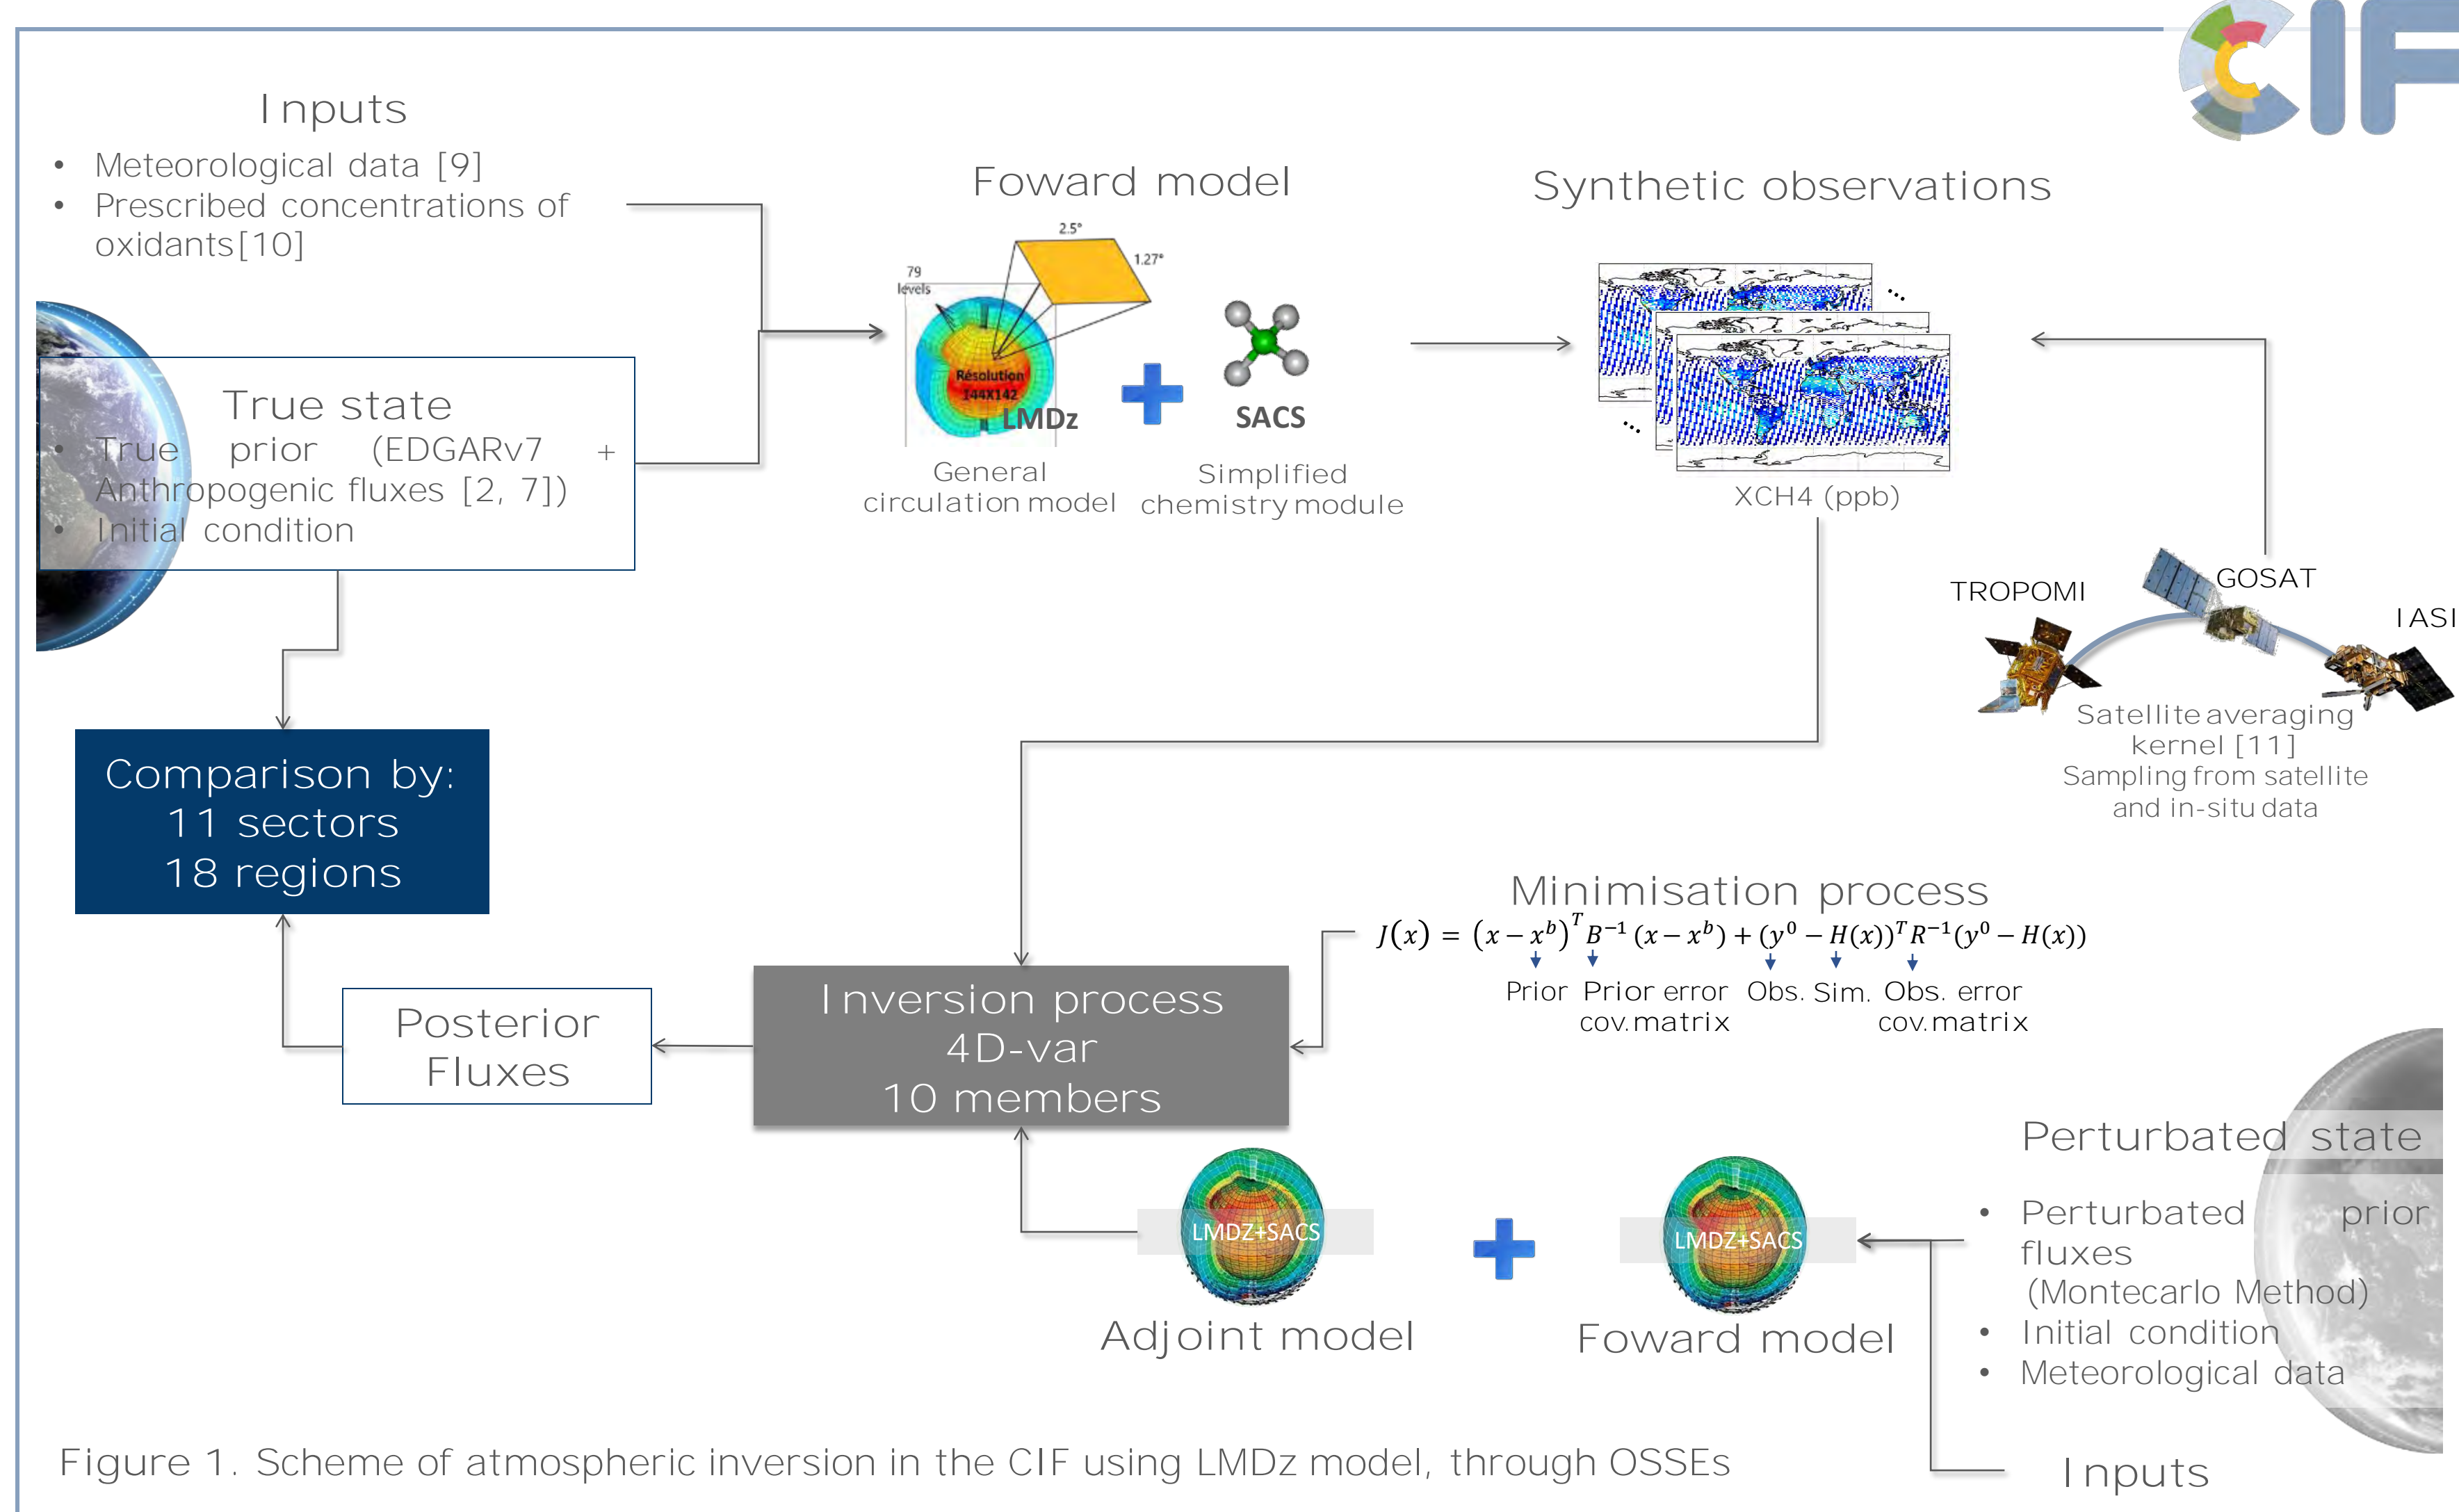 CIF
Inputs
• Meteorological data [9]
• Prescribed concentrations of
oxidants[10]
True state
• True prior (EDGARv7 +
Anthropogenic fluxes [2, 7])
• Initial condition
Foward model
2.5°
1.27°
79
levels
Résolution
144X142
LMDz
SACS
General
circulation model
Simplified
chemistry module
Synthetic observations
...
...
XCH4 (ppb)
TROPOMI
GOSAT
IASI
Satellite averaging
kernel [11]
Sampling from satellite
and in-situ data
Comparison by:
11 sectors
18 regions
Minimisation process
J(x) = (x − x^b)^T B^{−1} (x − x^b) + (y^0 − H(x))^T R^{−1}(y^0 − H(x))
Prior Prior error Obs. Sim. Obs. error
cov.matrix cov.matrix
Inversion process
4D-var
10 members
Posterior
Fluxes
LMDZ+SACS
Adjoint model
LMDZ+SACS
Foward model
Perturbated state
• Perturbated prior
fluxes
(Montecarlo Method)
• Initial condition
• Meteorological data
Inputs
Figure 1. Scheme of atmospheric inversion in the CIF using LMDz model, through OSSEs